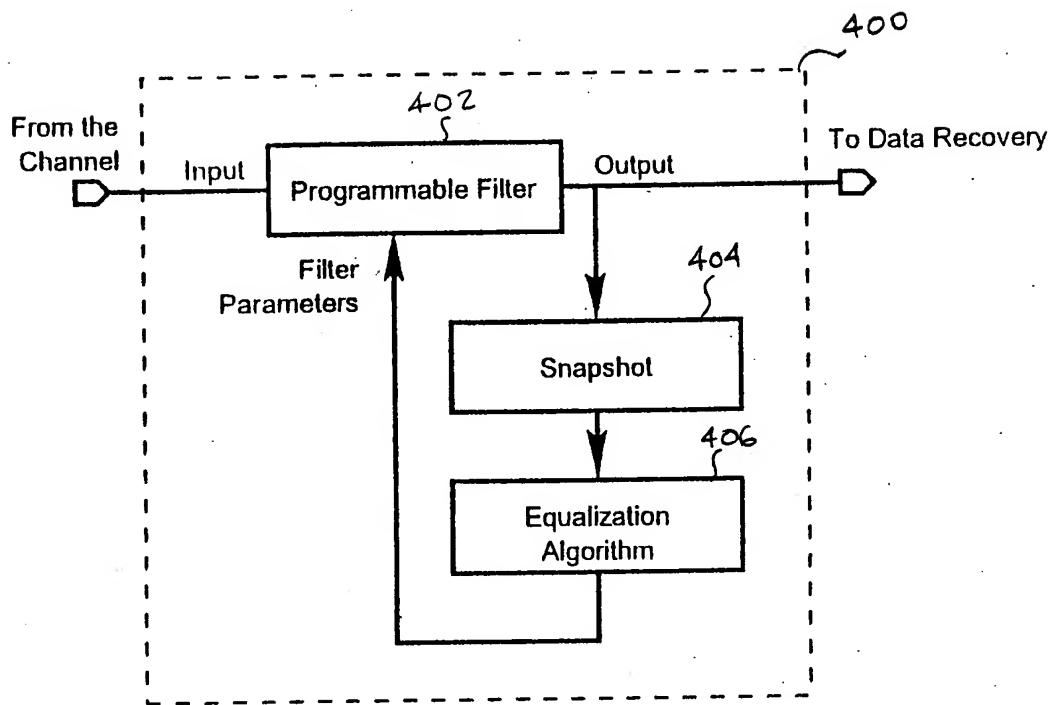 400
402
From the
Channel
Input
Programmable Filter
Output
To Data Recovery
Filter
Parameters
404
Snapshot
406
Equalization
Algorithm